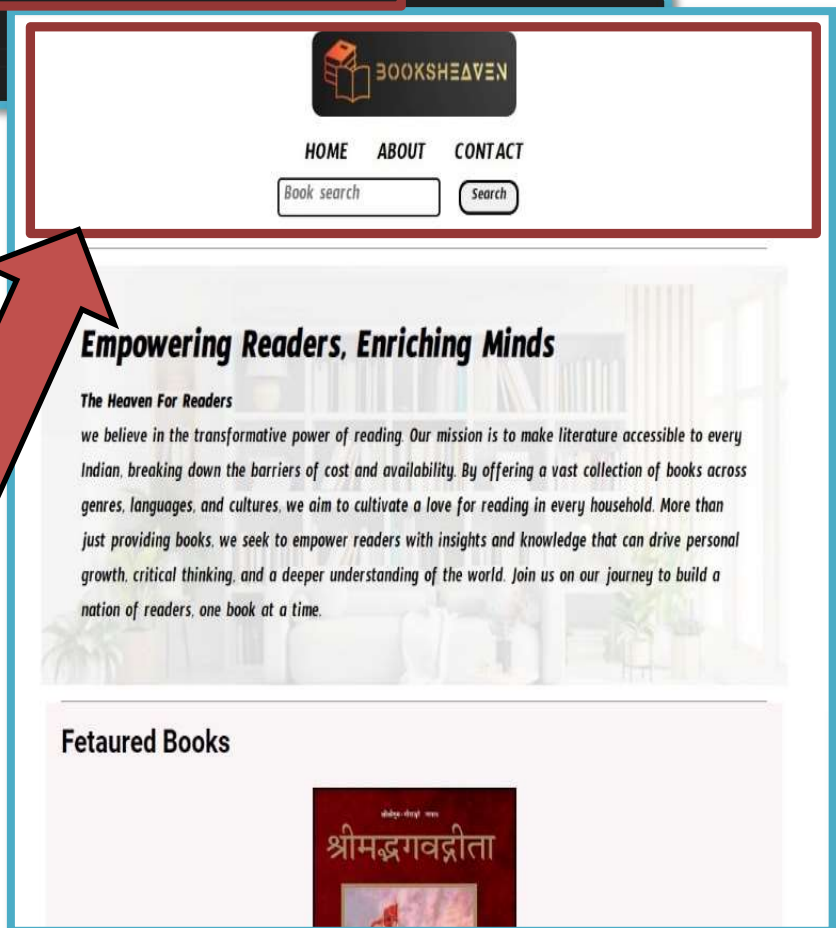 BOOKSHEAVEN
HOME ABOUT CONTACT
Book search Search
Empowering Readers, Enriching Minds
The Heaven For Readers
we believe in the transformative power of reading. Our mission is to make literature accessible to every
Indian, breaking down the barriers of cost and availability. By offering a vast collection of books across
genres, languages, and cultures, we aim to cultivate a love for reading in every household. More than
just providing books, we seek to empower readers with insights and knowledge that can drive personal
growth, critical thinking, and a deeper understanding of the world. Join us on our journey to build a
nation of readers, one book at a time.
Fetaured Books
श्रीमद्भगवद्गीता